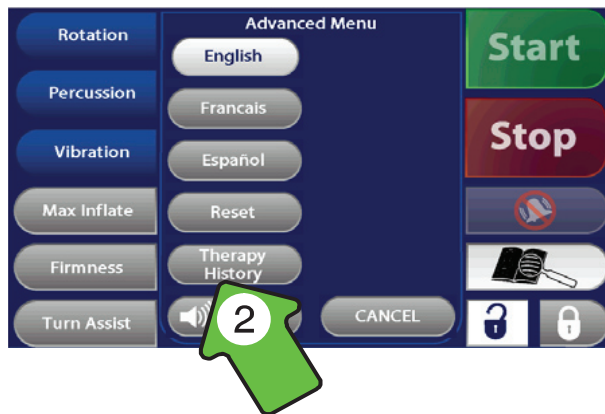 Rotation
Percussion
Vibration
Max Inflate
Firmness
Turn Assist
Advanced Menu
English
Francais
Español
Reset
Therapy
History
2
CANCEL
Start
Stop